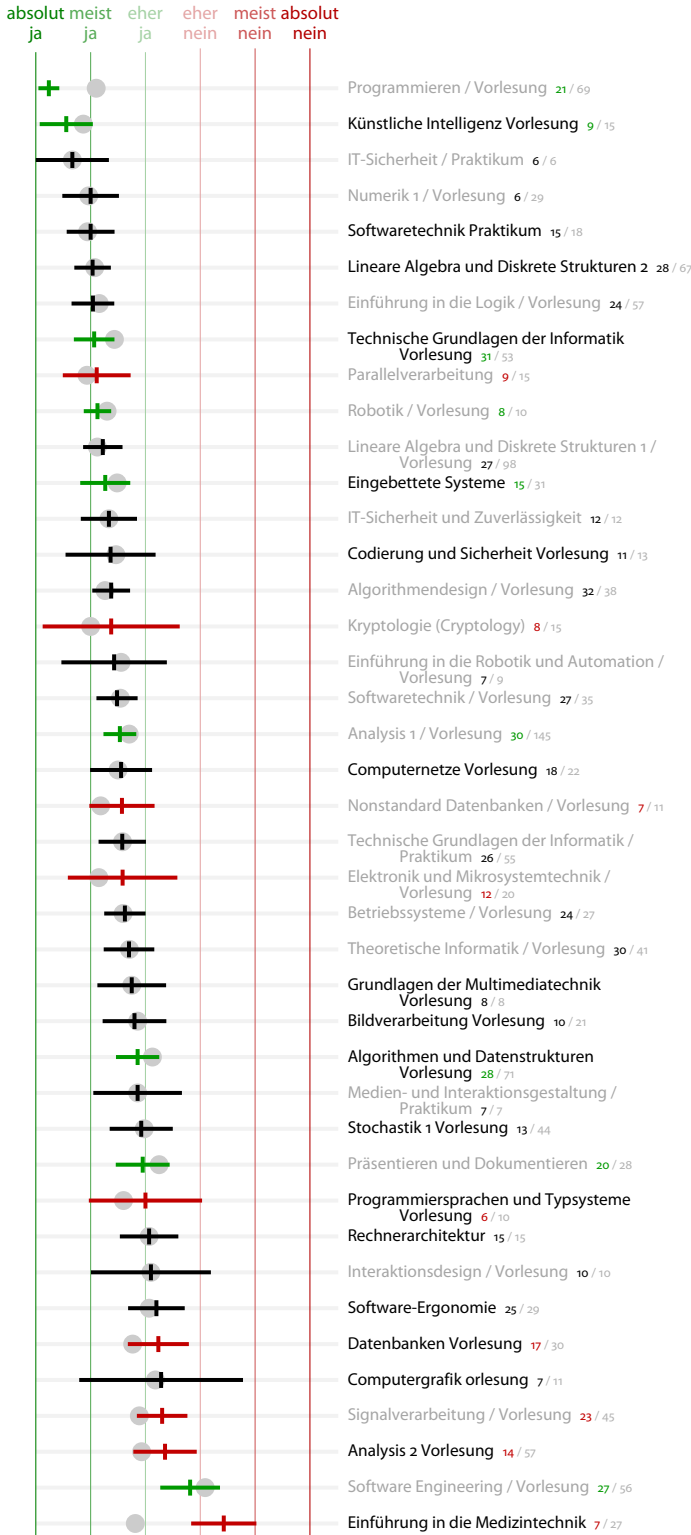 absolut meist eher eher meist absolut
ja ja ja nein nein nein
Programmieren / Vorlesung 21 / 69
Künstliche Intelligenz Vorlesung 9 / 15
IT-Sicherheit / Praktikum 6 / 6
Numerik 1 / Vorlesung 6 / 29
Softwaretechnik Praktikum 15 / 18
Lineare Algebra und Diskrete Strukturen 2 28 / 67
Einführung in die Logik / Vorlesung 24 / 57
Technische Grundlagen der Informatik
Vorlesung 31 / 53
Parallelverarbeitung 9 / 15
Robotik / Vorlesung 8 / 10
Lineare Algebra und Diskrete Strukturen 1 /
Vorlesung 27 / 98
Eingebettete Systeme 15 / 31
IT-Sicherheit und Zuverlässigkeit 12 / 12
Codierung und Sicherheit Vorlesung 11 / 13
Algorithmendesign / Vorlesung 32 / 38
Kryptologie (Cryptology) 8 / 15
Einführung in die Robotik und Automation /
Vorlesung 7 / 9
Softwaretechnik / Vorlesung 27 / 35
Analysis 1 / Vorlesung 30 / 145
Computernetze Vorlesung 18 / 22
Nonstandard Datenbanken / Vorlesung 7 / 11
Technische Grundlagen der Informatik /
Praktikum 26 / 55
Elektronik und Mikrosystemtechnik /
Vorlesung 12 / 20
Betriebssysteme / Vorlesung 24 / 27
Theoretische Informatik / Vorlesung 30 / 41
Grundlagen der Multimediatechnik
Vorlesung 8 / 8
Bildverarbeitung Vorlesung 10 / 21
Algorithmen und Datenstrukturen
Vorlesung 28 / 71
Medien- und Interaktionsgestaltung /
Praktikum 7 / 7
Stochastik 1 Vorlesung 13 / 44
Präsentieren und Dokumentieren 20 / 28
Programmiersprachen und Typsysteme
Vorlesung 6 / 10
Rechnerarchitektur 15 / 15
Interaktionsdesign / Vorlesung 10 / 10
Software-Ergonomie 25 / 29
Datenbanken Vorlesung 17 / 30
Computergrafik orlesung 7 / 11
Signalverarbeitung / Vorlesung 23 / 45
Analysis 2 Vorlesung 14 / 57
Software Engineering / Vorlesung 27 / 56
Einführung in die Medizintechnik 7 / 27